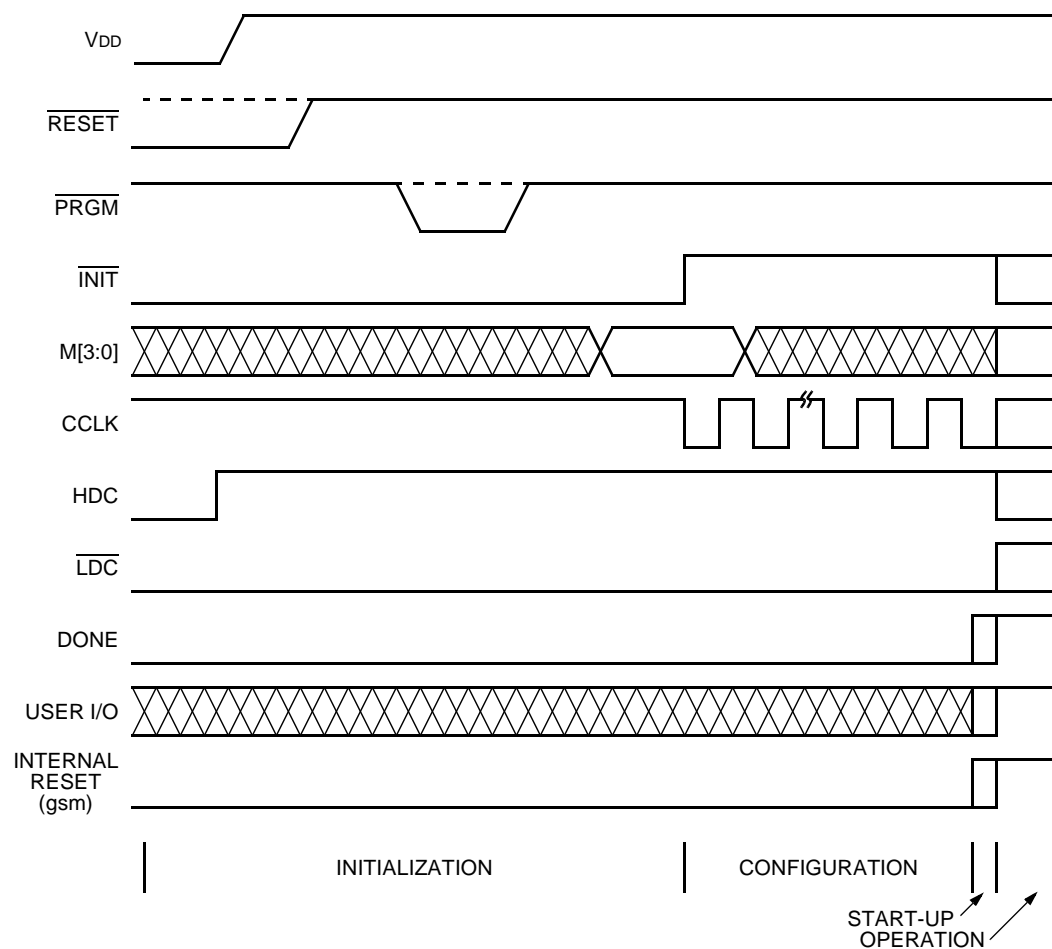 VDD
RESET
PRGM
INIT
M[3:0]
CCLK
HDC
LDC
DONE
USER I/O
INTERNAL
RESET
(gsm)
INITIALIZATION
CONFIGURATION
START-UP
OPERATION